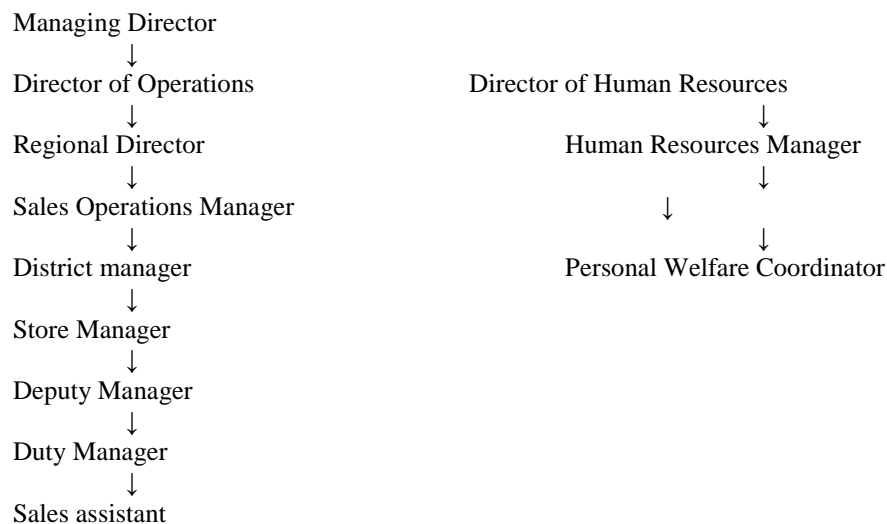 Managing Director
↓
Director of Operations Director of Human Resources
↓ ↓
Regional Director Human Resources Manager
↓ ↓
Sales Operations Manager ↓
↓ ↓
District manager Personal Welfare Coordinator
↓
Store Manager
↓
Deputy Manager
↓
Duty Manager
↓
Sales assistant